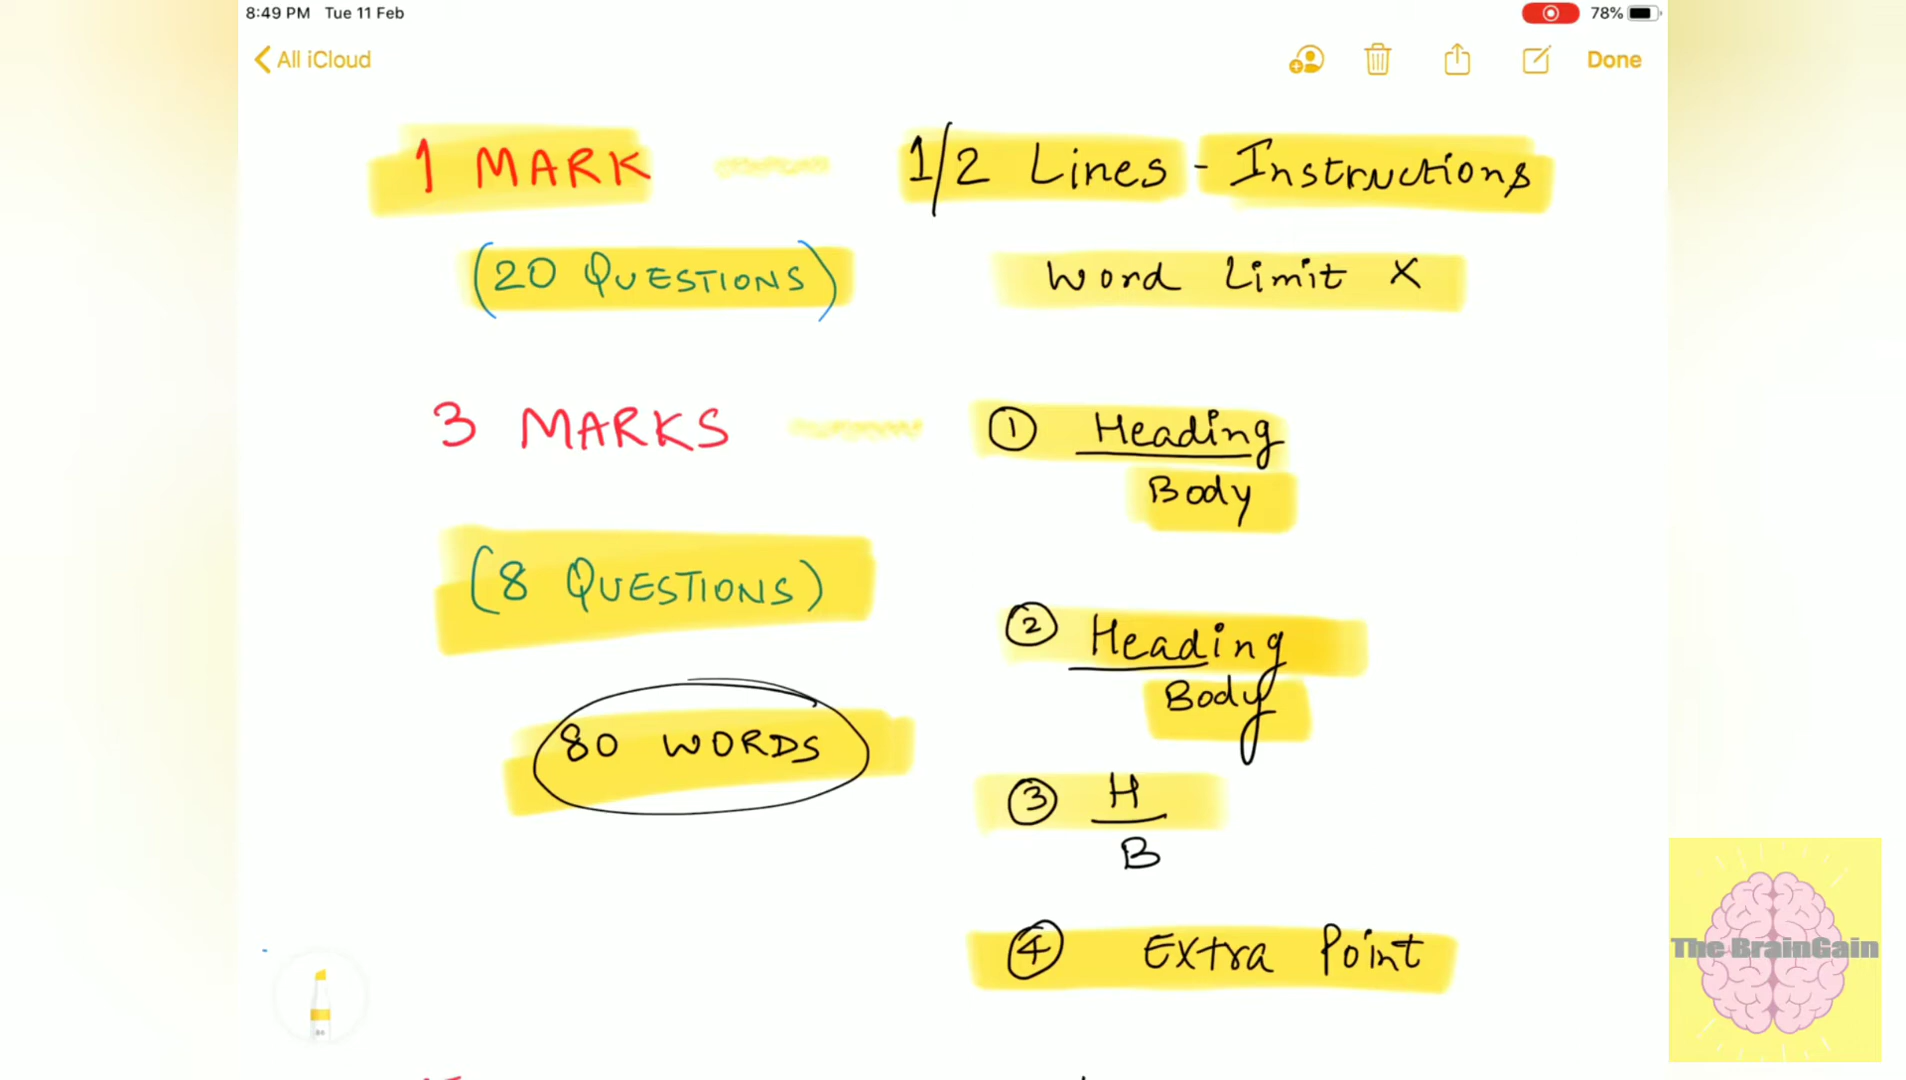 8:49 PM Tue 11 Feb
78%
All iCloud
Done
1 MARK
1/2 Lines - Instructions
(20 QUESTIONS)
Word Limit X
3 MARKS
① Heading
Body
(8 QUESTIONS)
② Heading
Body
80 WORDS
③ H
B
④ Extra Point
The BrainGain